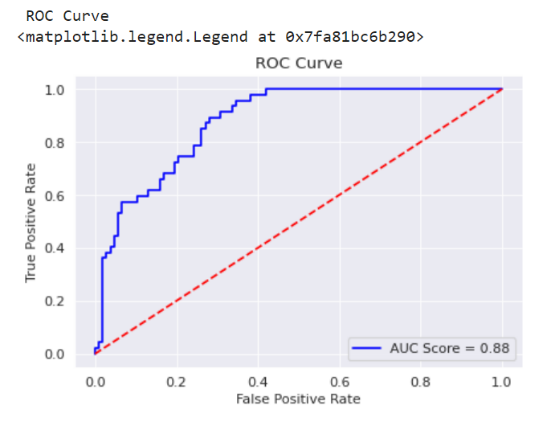 ROC Curve
<matplotlib.legend.Legend at 0x7fa81bc6b290>
ROC Curve
True Positive Rate
1.0
0.8
0.6
0.4
0.2
0.0
AUC Score = 0.88
0.0 0.2 0.4 0.6 0.8 1.0
False Positive Rate